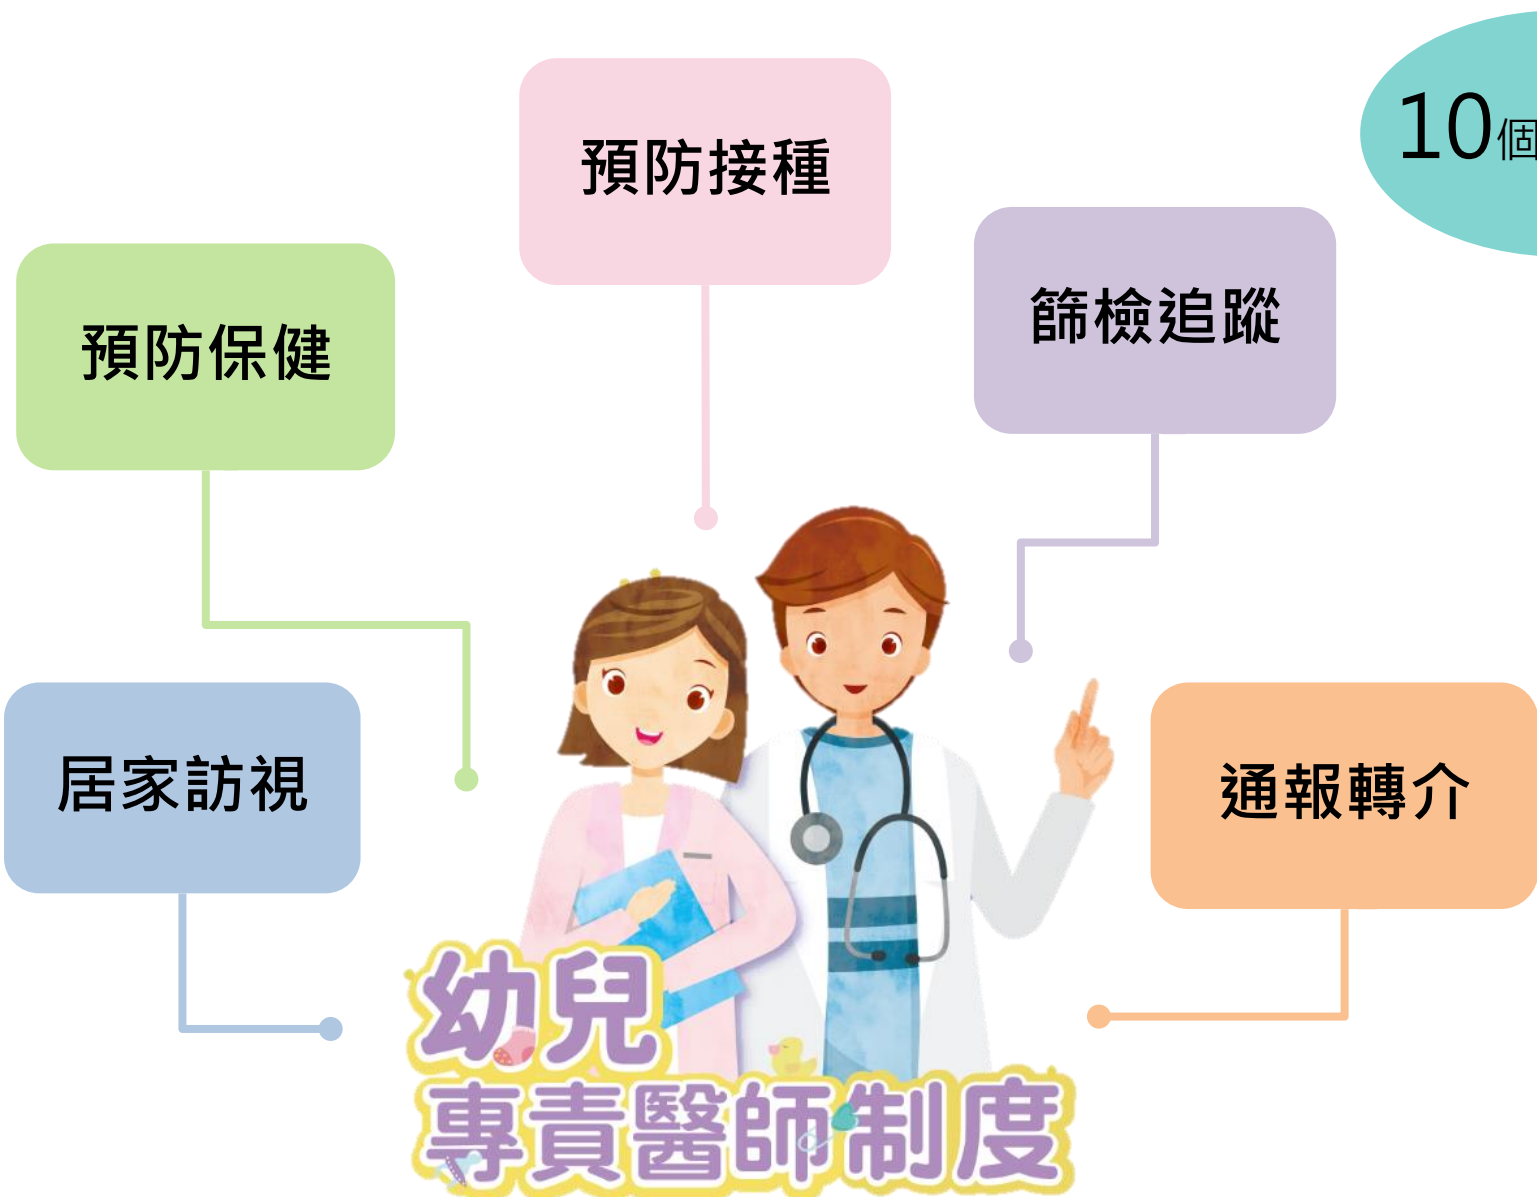 預防接種
10個
篩檢追蹤
預防保健
居家訪視
通報轉介
幼兒
專責醫師制度